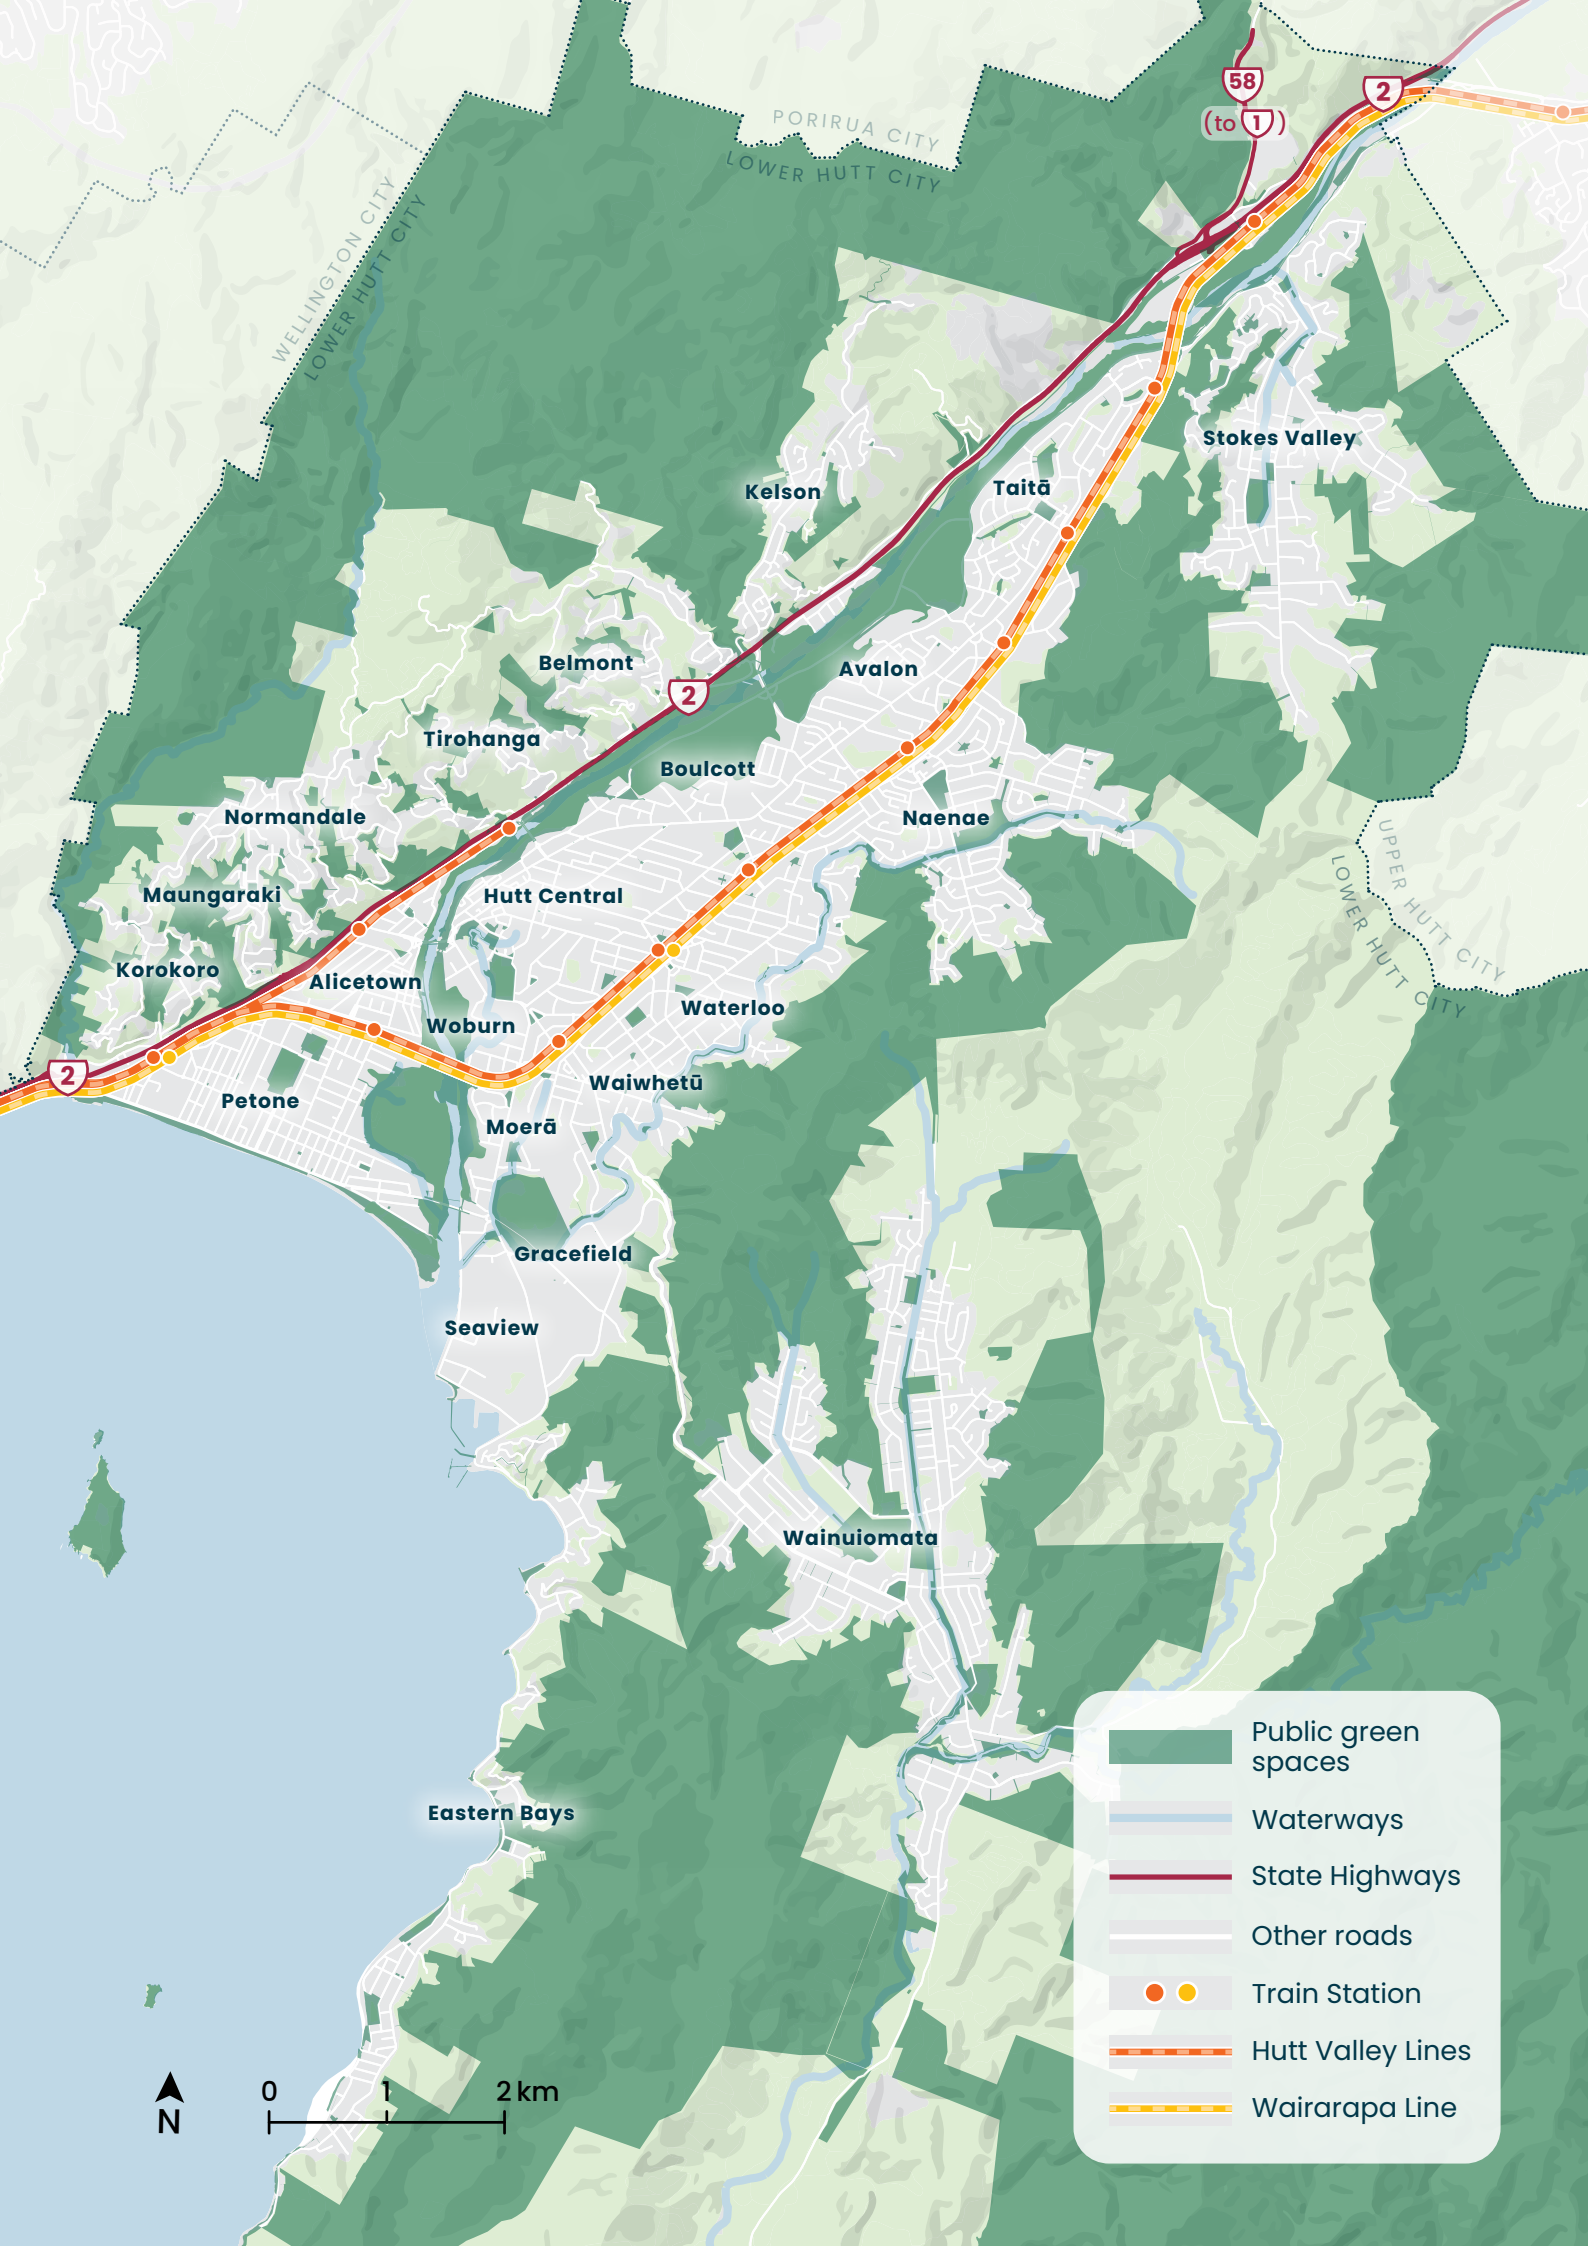 58
2
(to 1)
PORIRUA CITY
LOWER HUTT CITY
WELLINGTON CITY
LOWER HUTT CITY
Stokes Valley
Kelson
Taitā
Belmont
Avalon
2
Tirohanga
Boulcott
Normandale
Naenae
UPPER HUTT CITY
LOWER HUTT CITY
Maungaraki
Hutt Central
Korokoro
Alicetown
Waterloo
Woburn
2
Waiwhetū
Petone
Moerā
Gracefield
Seaview
Wainuiomata
Eastern Bays
Public green
spaces
Waterways
State Highways
Other roads
Train Station
Hutt Valley Lines
Wairarapa Line
0 1 2 km
N